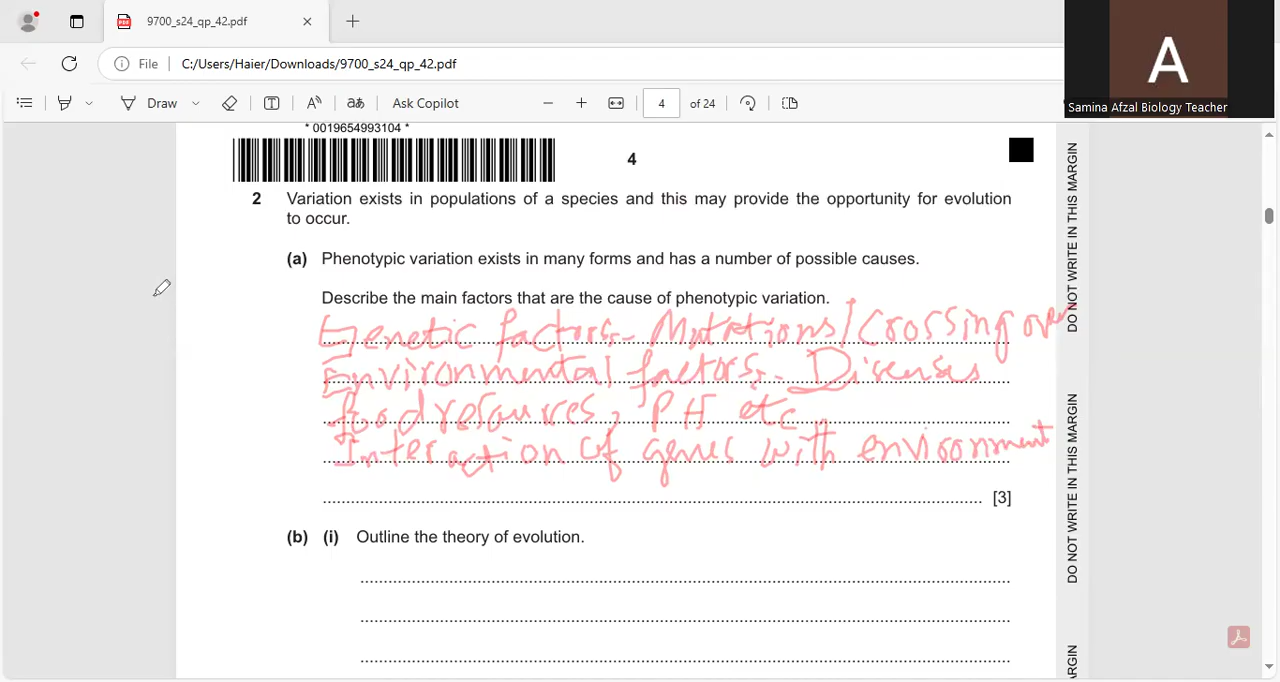 9700_s24_qp_42.pdf
File C:/Users/Haier/Downloads/9700_s24_qp_42.pdf
A
Samina Afzal Biology Teacher
Draw
Ask Copilot
4 of 24
* 0019654993104 *
4
2 Variation exists in populations of a species and this may provide the opportunity for evolution
to occur.
(a) Phenotypic variation exists in many forms and has a number of possible causes.
Describe the main factors that are the cause of phenotypic variation.
Genetic factors:- Mutations/Crossing over
Environmental factors:- Diseases
food resources, PH etc
Interaction of genes with environment
[3]
(b) (i) Outline the theory of evolution.
DO NOT WRITE IN THIS MARGIN
DO NOT WRITE IN THIS MARGIN
RGIN